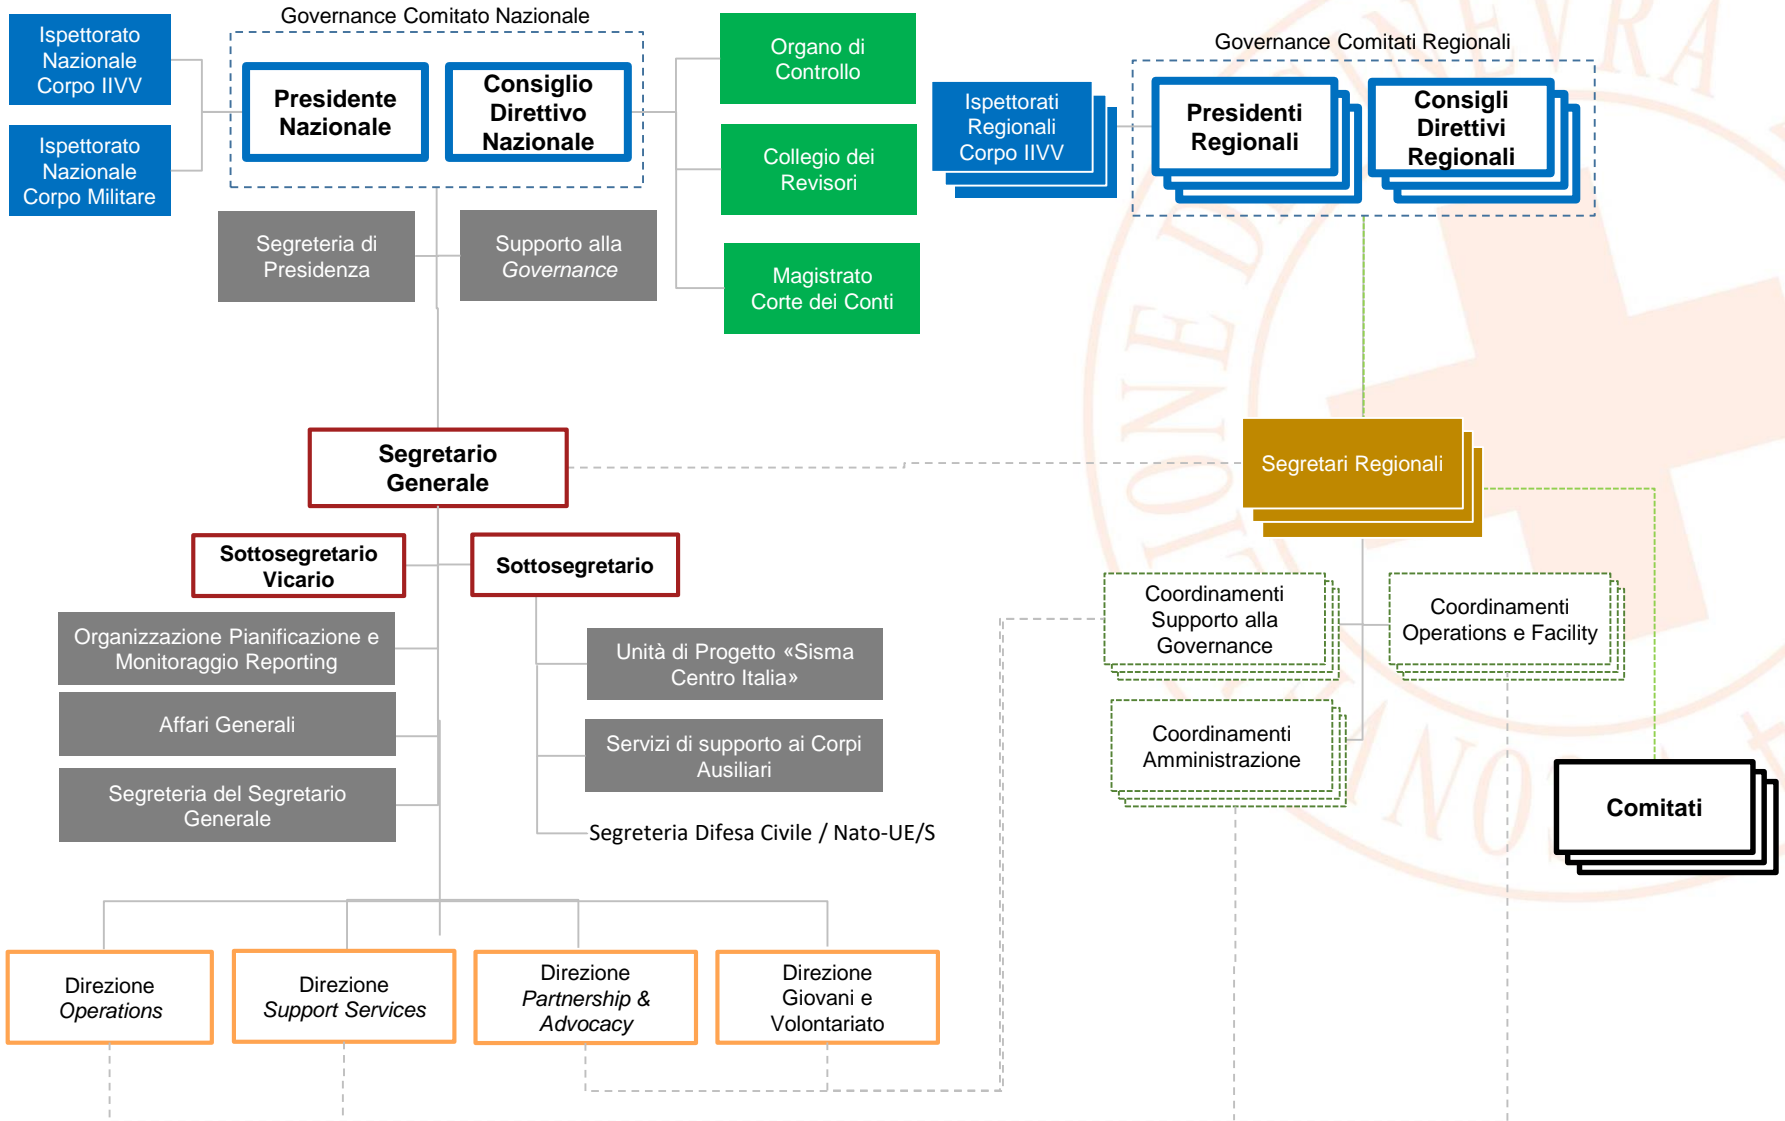 Governance Comitato Nazionale
Ispettorato
Nazionale
Corpo IIVV
Ispettorato
Nazionale
Corpo Militare
Presidente
Nazionale
Consiglio
Direttivo
Nazionale
Organo di
Controllo
Collegio dei
Revisori
Magistrato
Corte dei Conti
Segreteria di
Presidenza
Supporto alla
Governance
Governance Comitati Regionali
Ispettorati
Regionali
Corpo IIVV
Presidenti
Regionali
Consigli
Direttivi
Regionali
Segretario
Generale
Segretari Regionali
Sottosegretario
Vicario
Sottosegretario
Organizzazione Pianificazione e
Monitoraggio Reporting
Affari Generali
Segreteria del Segretario
Generale
Unità di Progetto «Sisma
Centro Italia»
Servizi di supporto ai Corpi
Ausiliari
Segreteria Difesa Civile / Nato-UE/S
Coordinamenti
Supporto alla
Governance
Coordinamenti
Operations e Facility
Coordinamenti
Amministrazione
Comitati
Direzione
Operations
Direzione
Support Services
Direzione
Partnership &
Advocacy
Direzione
Giovani e
Volontariato